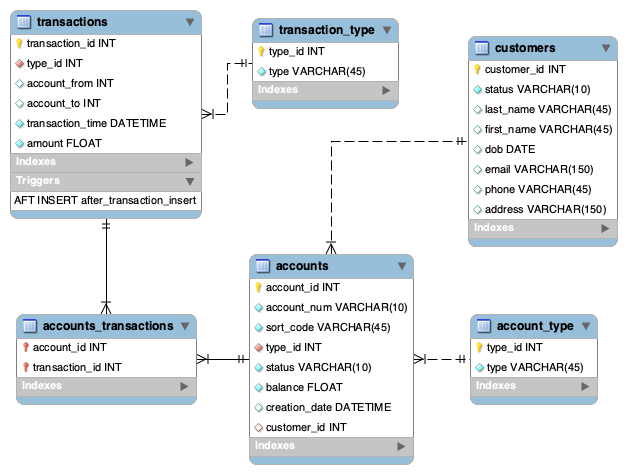 transactions
transaction_id INT
type_id INT
account_from INT
account_to INT
transaction_time DATETIME
amount FLOAT
Indexes
Triggers
AFT INSERT after_transaction_insert
transaction_type
type_id INT
type VARCHAR(45)
Indexes
customers
customer_id INT
status VARCHAR(10)
last_name VARCHAR(45)
first_name VARCHAR(45)
dob DATE
email VARCHAR(150)
phone VARCHAR(45)
address VARCHAR(150)
Indexes
accounts_transactions
account_id INT
transaction_id INT
Indexes
accounts
account_id INT
account_num VARCHAR(10)
sort_code VARCHAR(45)
type_id INT
status VARCHAR(10)
balance FLOAT
creation_date DATETIME
customer_id INT
Indexes
account_type
type_id INT
type VARCHAR(45)
Indexes